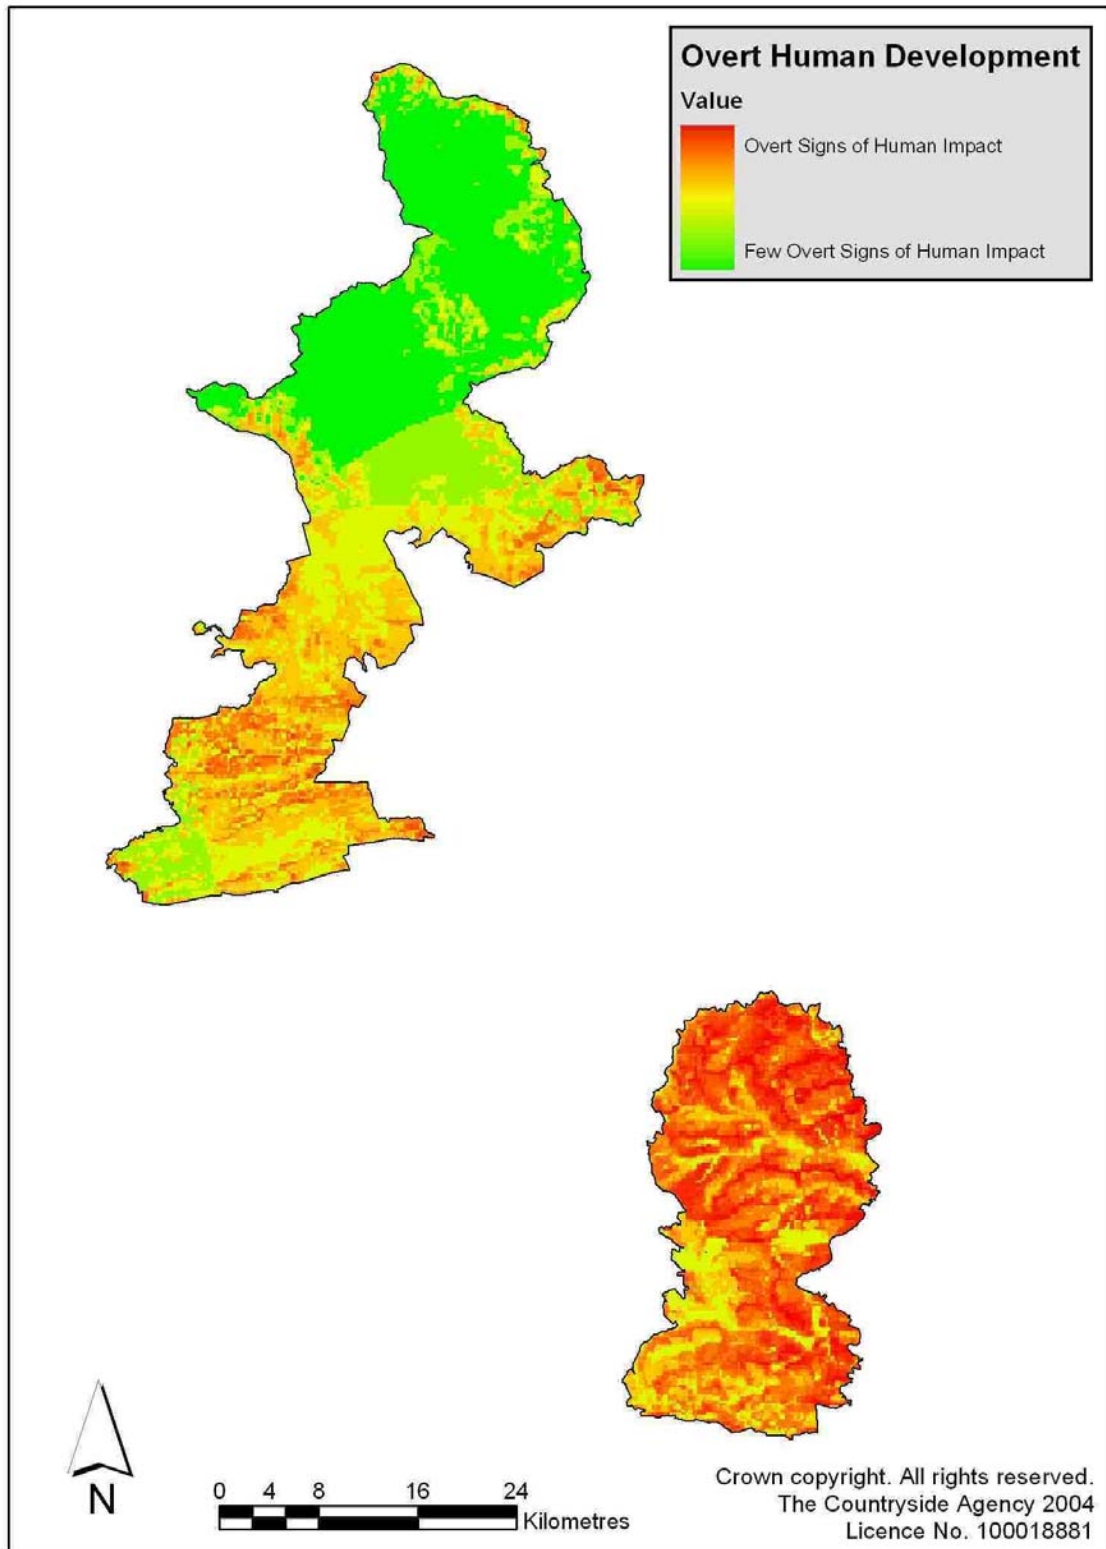 Overt Human Development
Value
Overt Signs of Human Impact
Few Overt Signs of Human Impact
N
0 4 8 16 24
Kilometres
Crown copyright. All rights reserved.
The Countryside Agency 2004
Licence No. 100018881